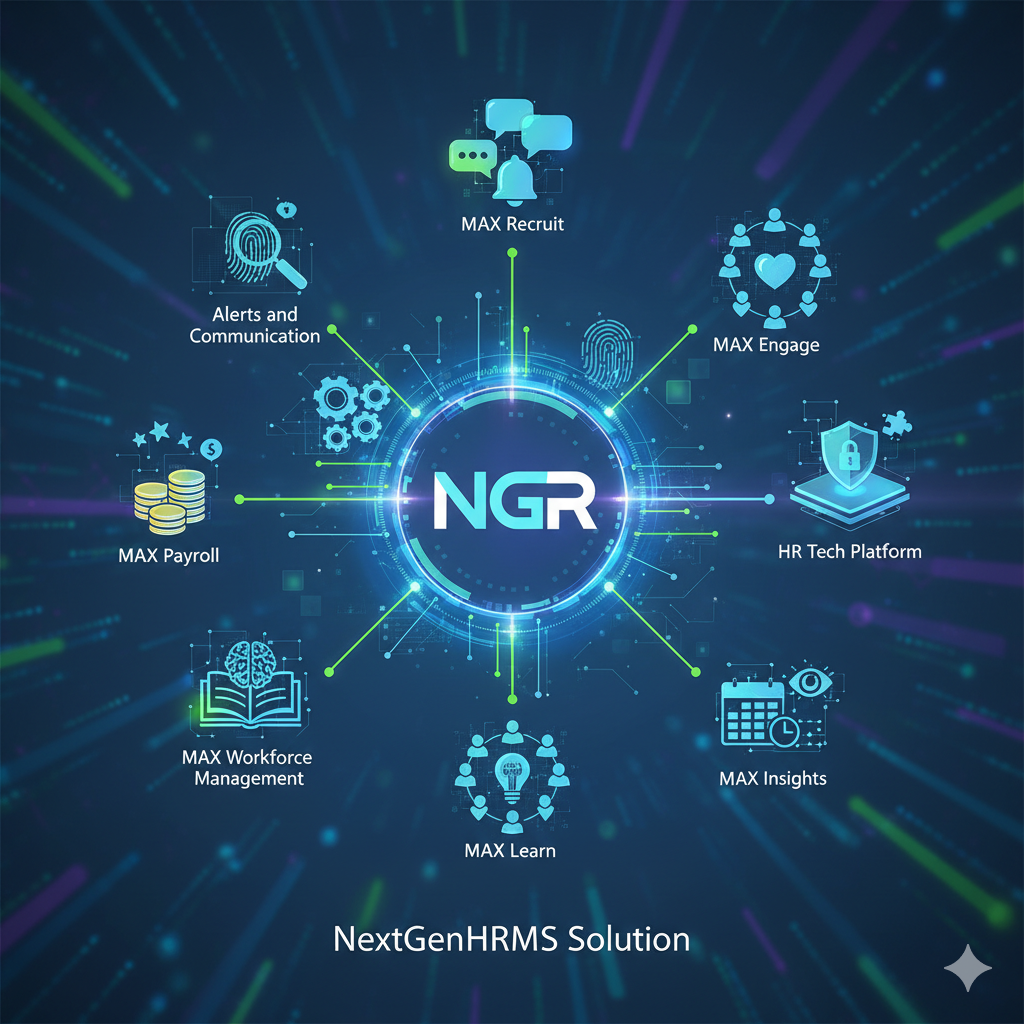 MAX Recruit
Alerts and
Communication
MAX Engage
$
NGR
MAX Payroll
HR Tech Platform
MAX Workforce
Management
MAX Insights
MAX Learn
NextGenHRMS Solution